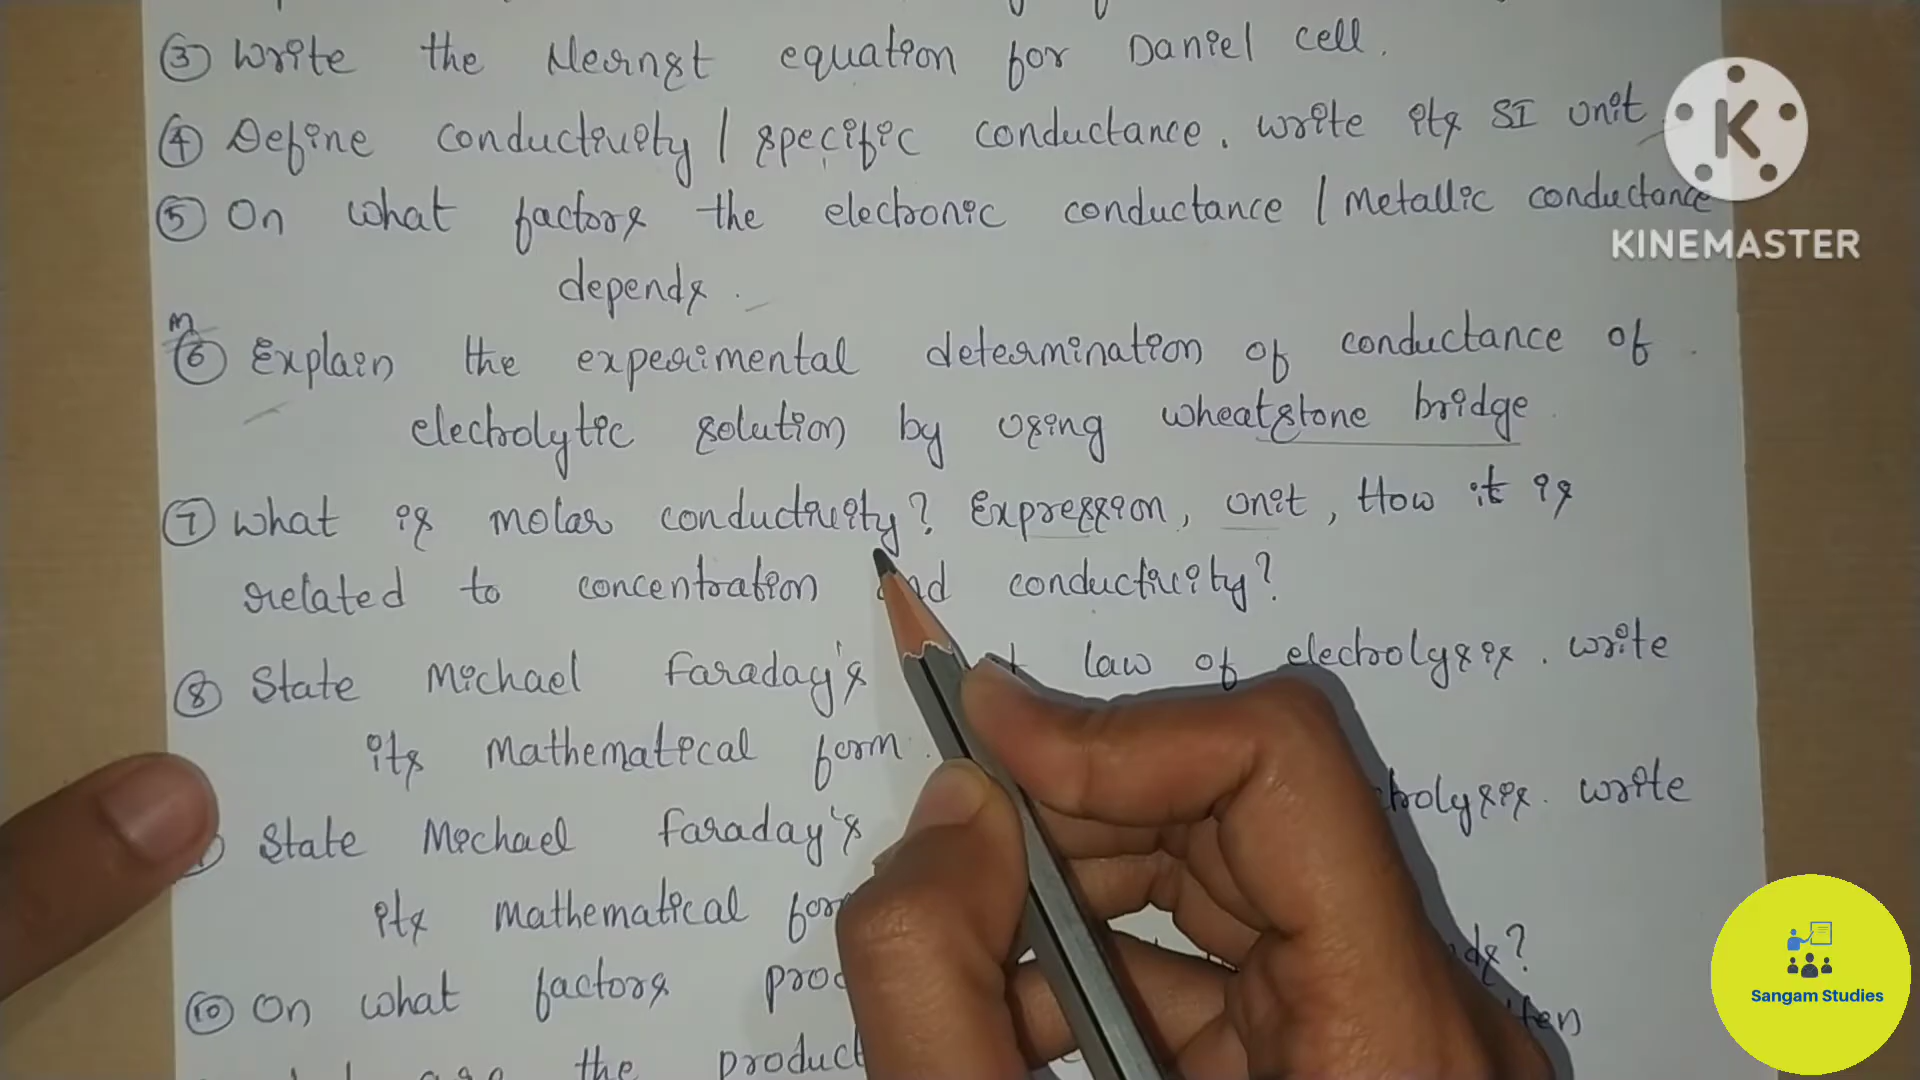 ③ Write the Nernst equation for Daniel cell.
④ Define conductivity / specific conductance. write its SI unit
⑤ On what factors the electronic conductance / Metallic conductance
depends.
M
⑥ Explain the experimental determination of conductance of
electrolytic solution by using wheatstone bridge
⑦ What is molar conductivity? Expression, unit, How it is
related to concentration and conductivity?
⑧ State Michael Faraday's law of electrolysis. write
its mathematical form.
State Michael Faraday's write
its mathematical
⑩ On what factors
the
K
KINEMASTER
Sangam Studies